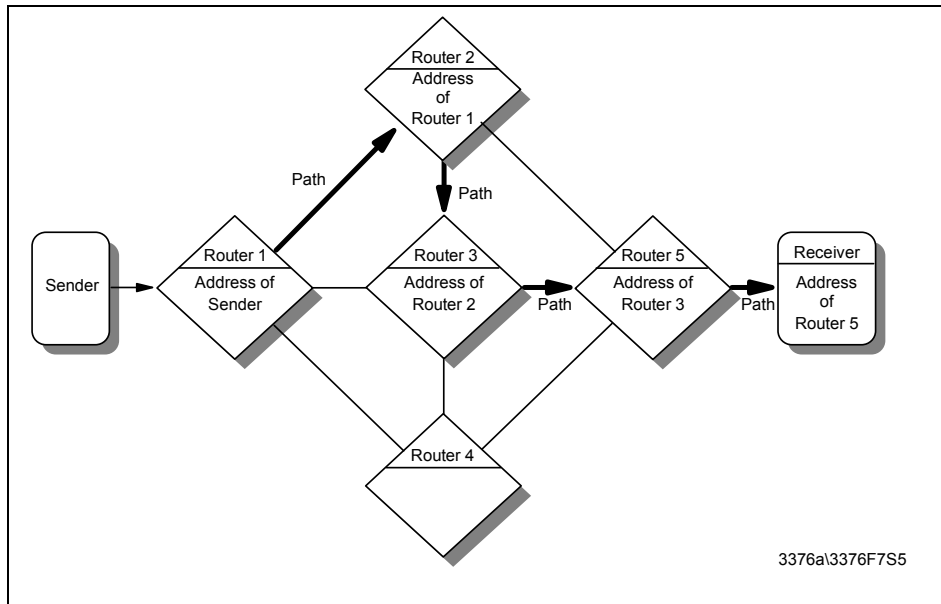 Router 2
Address
of
Router 1
Path
Path
Sender
Router 1
Address of
Sender
Router 3
Address of
Router 2
Path
Router 5
Address of
Router 3
Path
Receiver
Address
of
Router 5
Router 4
3376a\3376F7S5